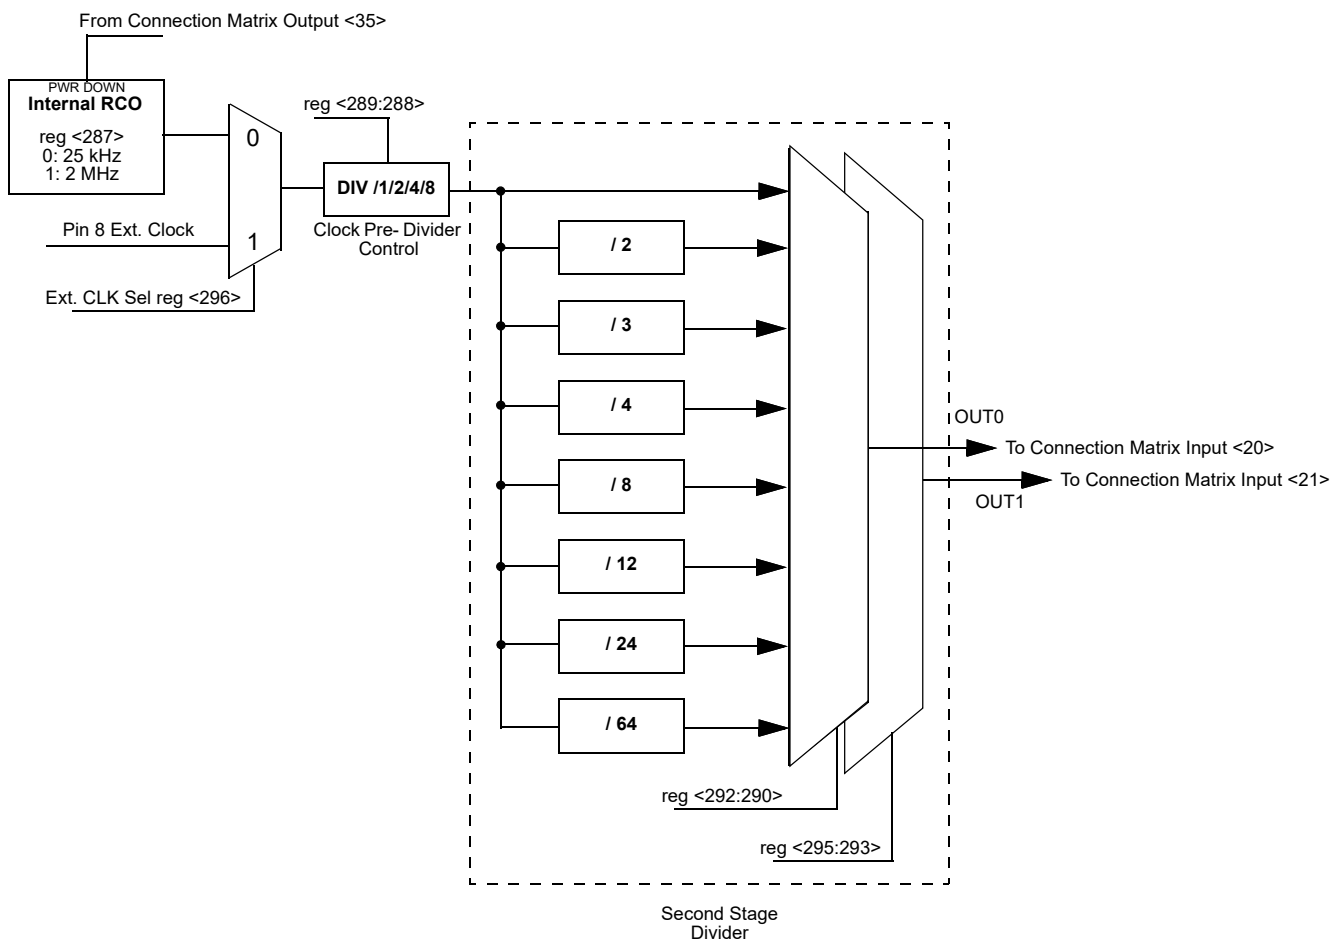 From Connection Matrix Output <35>
PWR DOWN
Internal RCO
reg <287>
0: 25 kHz
1: 2 MHz
0
reg <289:288>
DIV /1/2/4/8
Clock Pre- Divider
Control
Pin 8 Ext. Clock
1
Ext. CLK Sel reg <296>
/ 2
/ 3
/ 4
/ 8
/ 12
/ 24
/ 64
OUT0
To Connection Matrix Input <20>
To Connection Matrix Input <21>
OUT1
reg <292:290>
reg <295:293>
Second Stage
Divider